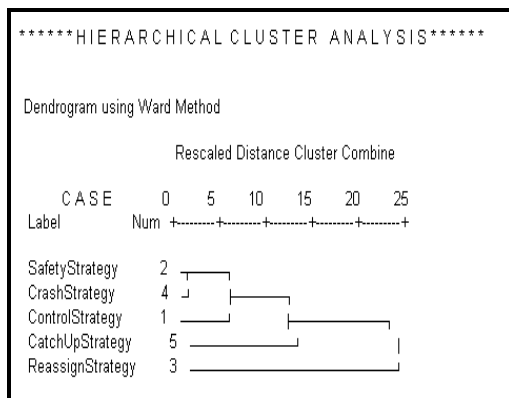 ******HIERARCHICAL CLUSTER ANALYSIS******
Dendrogram using Ward Method
Rescaled Distance Cluster Combine
CASE 0 5 10 15 20 25
Label Num +--------+--------+--------+--------+--------+
SafetyStrategy 2
CrashStrategy 4
ControlStrategy 1
CatchUpStrategy 5
ReassignStrategy 3